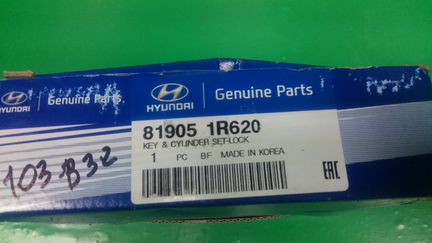 HYUNDAI
Genuine Parts
HYUNDAI
Genuine Parts
81905 1R620
KEY & CYLINDER SET-LOCK
1 PC BF MADE IN KOREA
EAC
103-B32